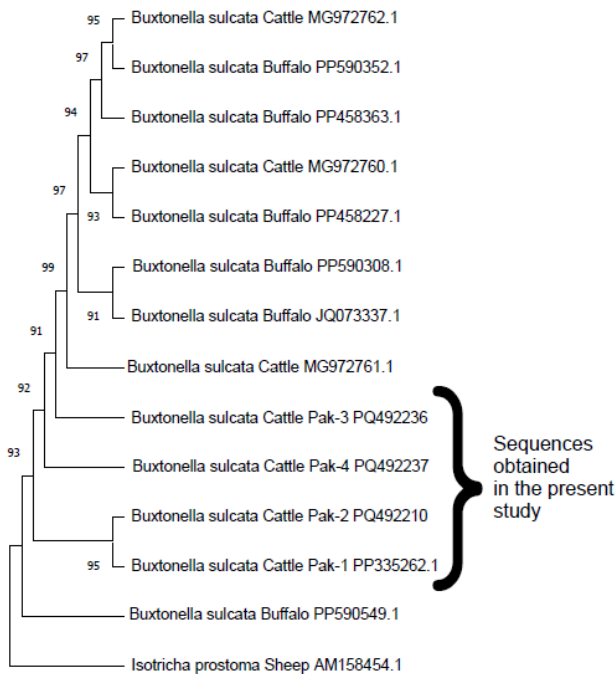 95
Buxtonella sulcata Cattle MG972762.1
97
Buxtonella sulcata Buffalo PP590352.1
94
Buxtonella sulcata Buffalo PP458363.1
Buxtonella sulcata Cattle MG972760.1
97
93
Buxtonella sulcata Buffalo PP458227.1
99
Buxtonella sulcata Buffalo PP590308.1
91
Buxtonella sulcata Buffalo JQ073337.1
91
Buxtonella sulcata Cattle MG972761.1
92
Buxtonella sulcata Cattle Pak-3 PQ492236
93
Buxtonella sulcata Cattle Pak-4 PQ492237
Buxtonella sulcata Cattle Pak-2 PQ492210
95
Buxtonella sulcata Cattle Pak-1 PP335262.1
Sequences
obtained
in the present
study
Buxtonella sulcata Buffalo PP590549.1
Isotricha prostoma Sheep AM158454.1